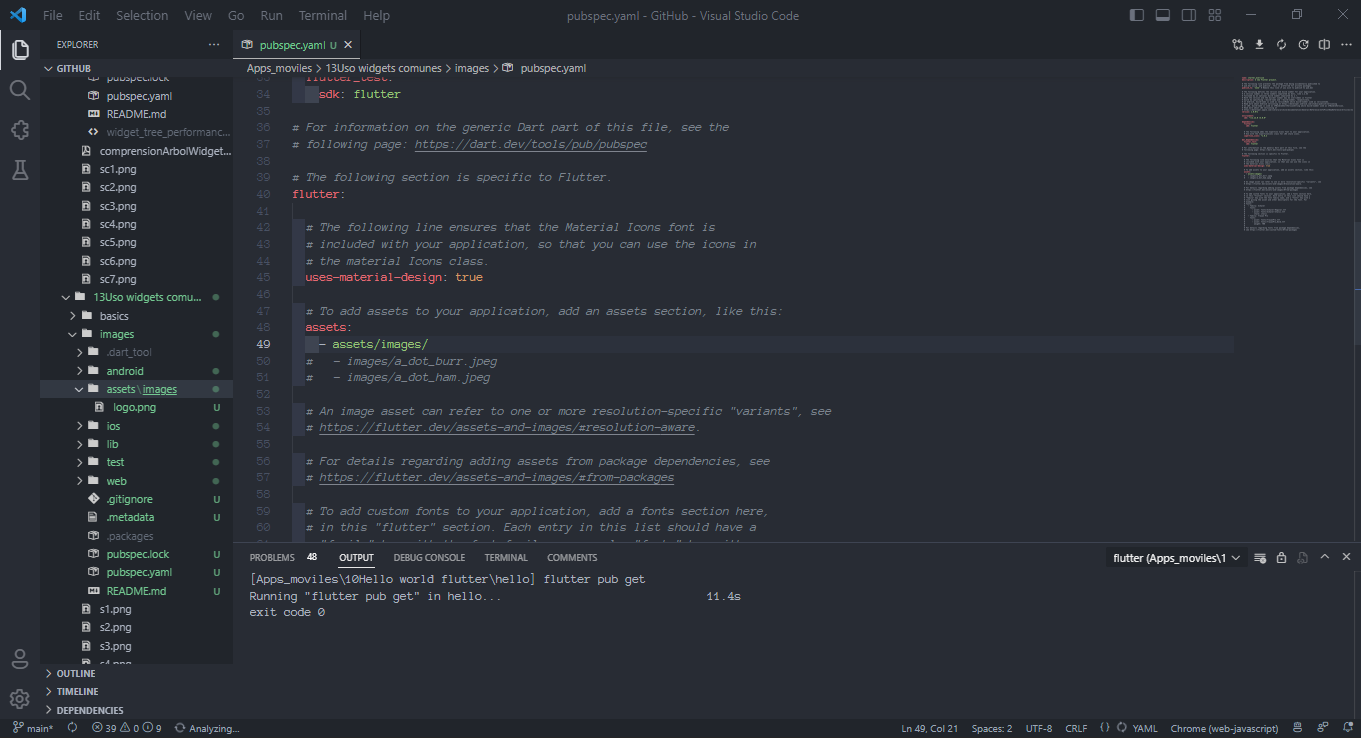 File Edit Selection View Go Run Terminal Help
pubspec.yaml - GitHub - Visual Studio Code
EXPLORER
GITHUB
pubspec.lock
pubspec.yaml
README.md
widget_tree_performanc...
comprensionArbolWidget...
sc1.png
sc2.png
sc3.png
sc4.png
sc5.png
sc6.png
sc7.png
13Uso widgets comu...
basics
images
.dart_tool
android
assets\images
logo.png U
ios
lib
test
web
.gitignore U
.metadata U
.packages
pubspec.lock U
pubspec.yaml U
README.md U
s1.png
s2.png
s3.png
s4.png
OUTLINE
TIMELINE
DEPENDENCIES
pubspec.yaml U
Apps_moviles > 13Uso widgets comunes > images > pubspec.yaml
33 flutter_test:
34 sdk: flutter
35
36 # For information on the generic Dart part of this file, see the
37 # following page: https://dart.dev/tools/pub/pubspec
38
39 # The following section is specific to Flutter.
40 flutter:
41
42 # The following line ensures that the Material Icons font is
43 # included with your application, so that you can use the icons in
44 # the material Icons class.
45 uses-material-design: true
46
47 # To add assets to your application, add an assets section, like this:
48 assets:
49 - assets/images/
50 # - images/a_dot_burr.jpeg
51 # - images/a_dot_ham.jpeg
52
53 # An image asset can refer to one or more resolution-specific "variants", see
54 # https://flutter.dev/assets-and-images/#resolution-aware.
55
56 # For details regarding adding assets from package dependencies, see
57 # https://flutter.dev/assets-and-images/#from-packages
58
59 # To add custom fonts to your application, add a fonts section here,
60 # in this "flutter" section. Each entry in this list should have a
PROBLEMS 48 OUTPUT DEBUG CONSOLE TERMINAL COMMENTS
flutter (Apps_moviles\1
[Apps_moviles\10Hello world flutter\hello] flutter pub get
Running "flutter pub get" in hello... 11.4s
exit code 0
main* 39 0 9 Analyzing...
Ln 49, Col 21 Spaces: 2 UTF-8 CRLF {} YAML Chrome (web-javascript)